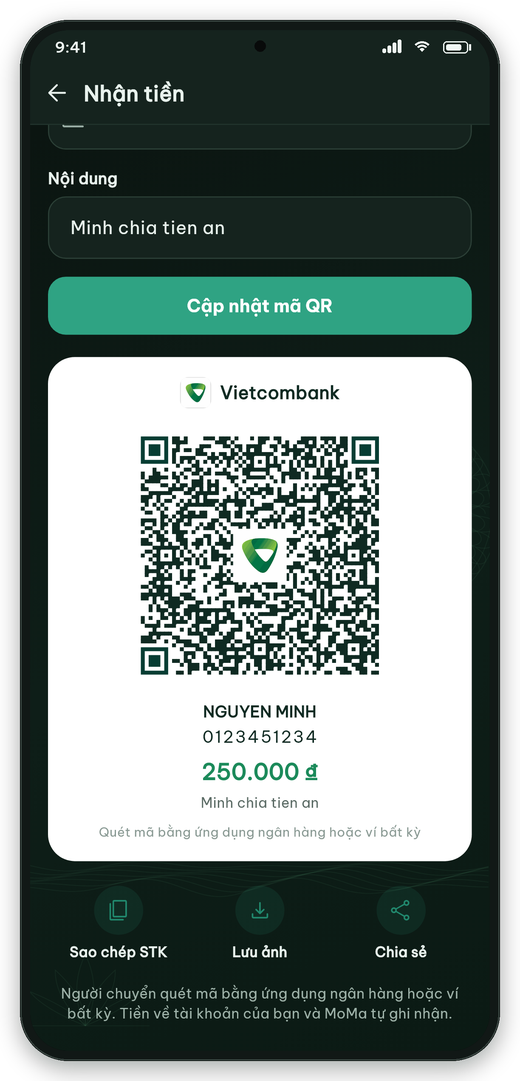 9:41
Nhận tiền
Nội dung
Minh chia tien an
Cập nhật mã QR
Vietcombank
NGUYEN MINH
0123451234
250.000 ₫
Minh chia tien an
Quét mã bằng ứng dụng ngân hàng hoặc ví bất kỳ
Sao chép STK
Lưu ảnh
Chia sẻ
Người chuyển quét mã bằng ứng dụng ngân hàng hoặc ví
bất kỳ. Tiền về tài khoản của bạn và MoMa tự ghi nhận.